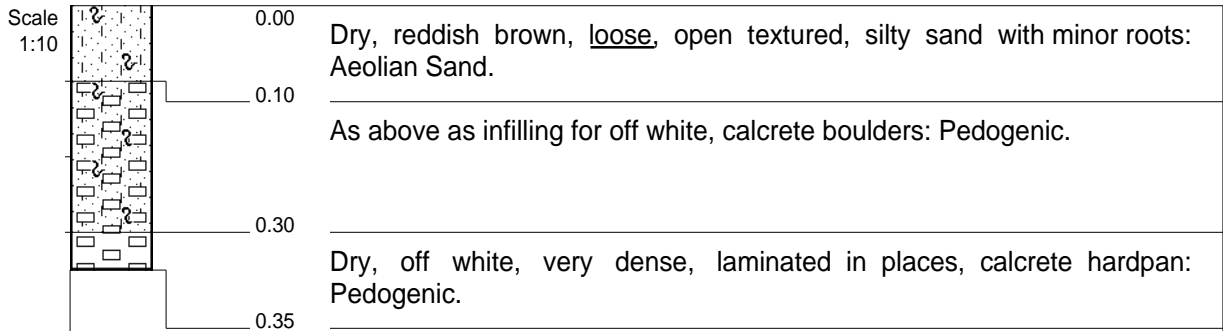 Scale
1:10
0.00
Dry, reddish brown, loose, open textured, silty sand with minor roots:
Aeolian Sand.
0.10
As above as infilling for off white, calcrete boulders: Pedogenic.
0.30
Dry, off white, very dense, laminated in places, calcrete hardpan:
Pedogenic.
0.35